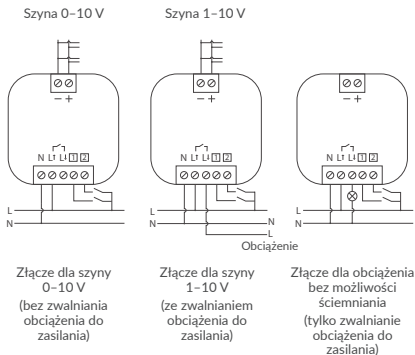 Szyna 0–10 V
Szyna 1–10 V
– +
– +
– +
N L↑ L↓ 1 2
N L↑ L↓ 1 2
N L↑ L↓ 1 2
L
N
L
N
N
L
Obciążenie
L
N
Złącze dla szyny
0–10 V
(bez zwalniania
obciążenia do
zasilania)
Złącze dla szyny
1–10 V
(ze zwalnianiem
obciążenia do
zasilania)
Złącze dla obciążenia
bez możliwości
ściemniania
(tylko zwalnianie
obciążenia do
zasilania)